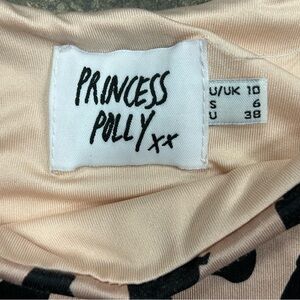 PRINCESS
POLLY xx
U/UK 10
S 6
U 38